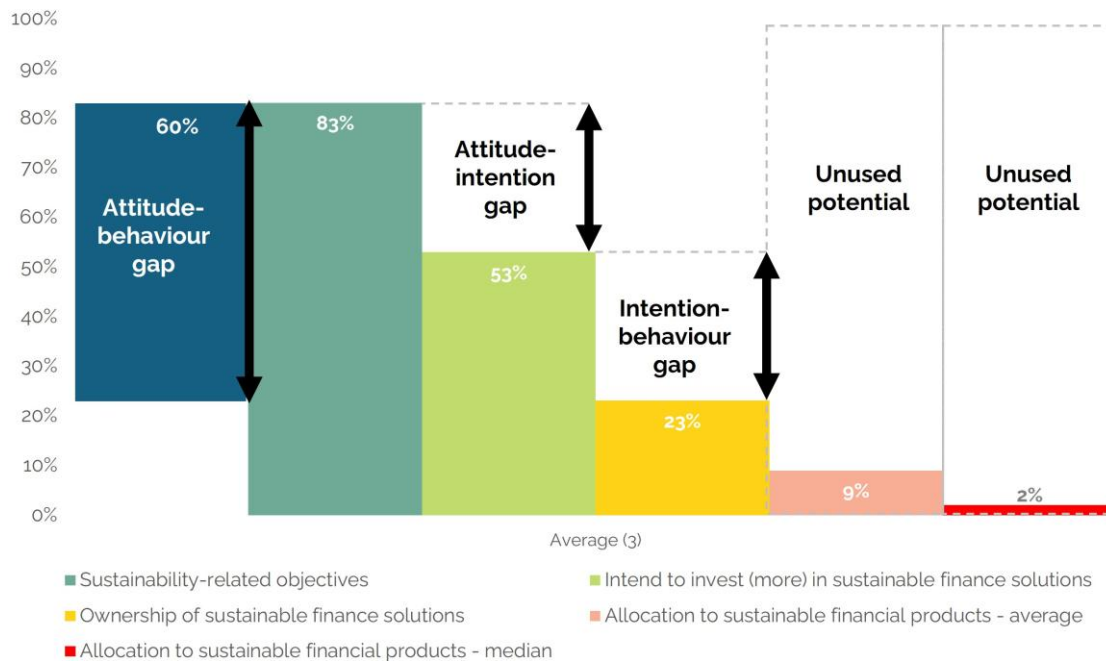 100%
90%
80%
70%
60%
50%
40%
30%
20%
10%
0%
60%
Attitude-
behaviour
gap
83%
Attitude-
intention
gap
53%
Intention-
behaviour
gap
23%
Unused
potential
9%
Unused
potential
2%
Average (3)
Sustainability-related objectives
Intend to invest (more) in sustainable finance solutions
Ownership of sustainable finance solutions
Allocation to sustainable financial products - average
Allocation to sustainable financial products - median